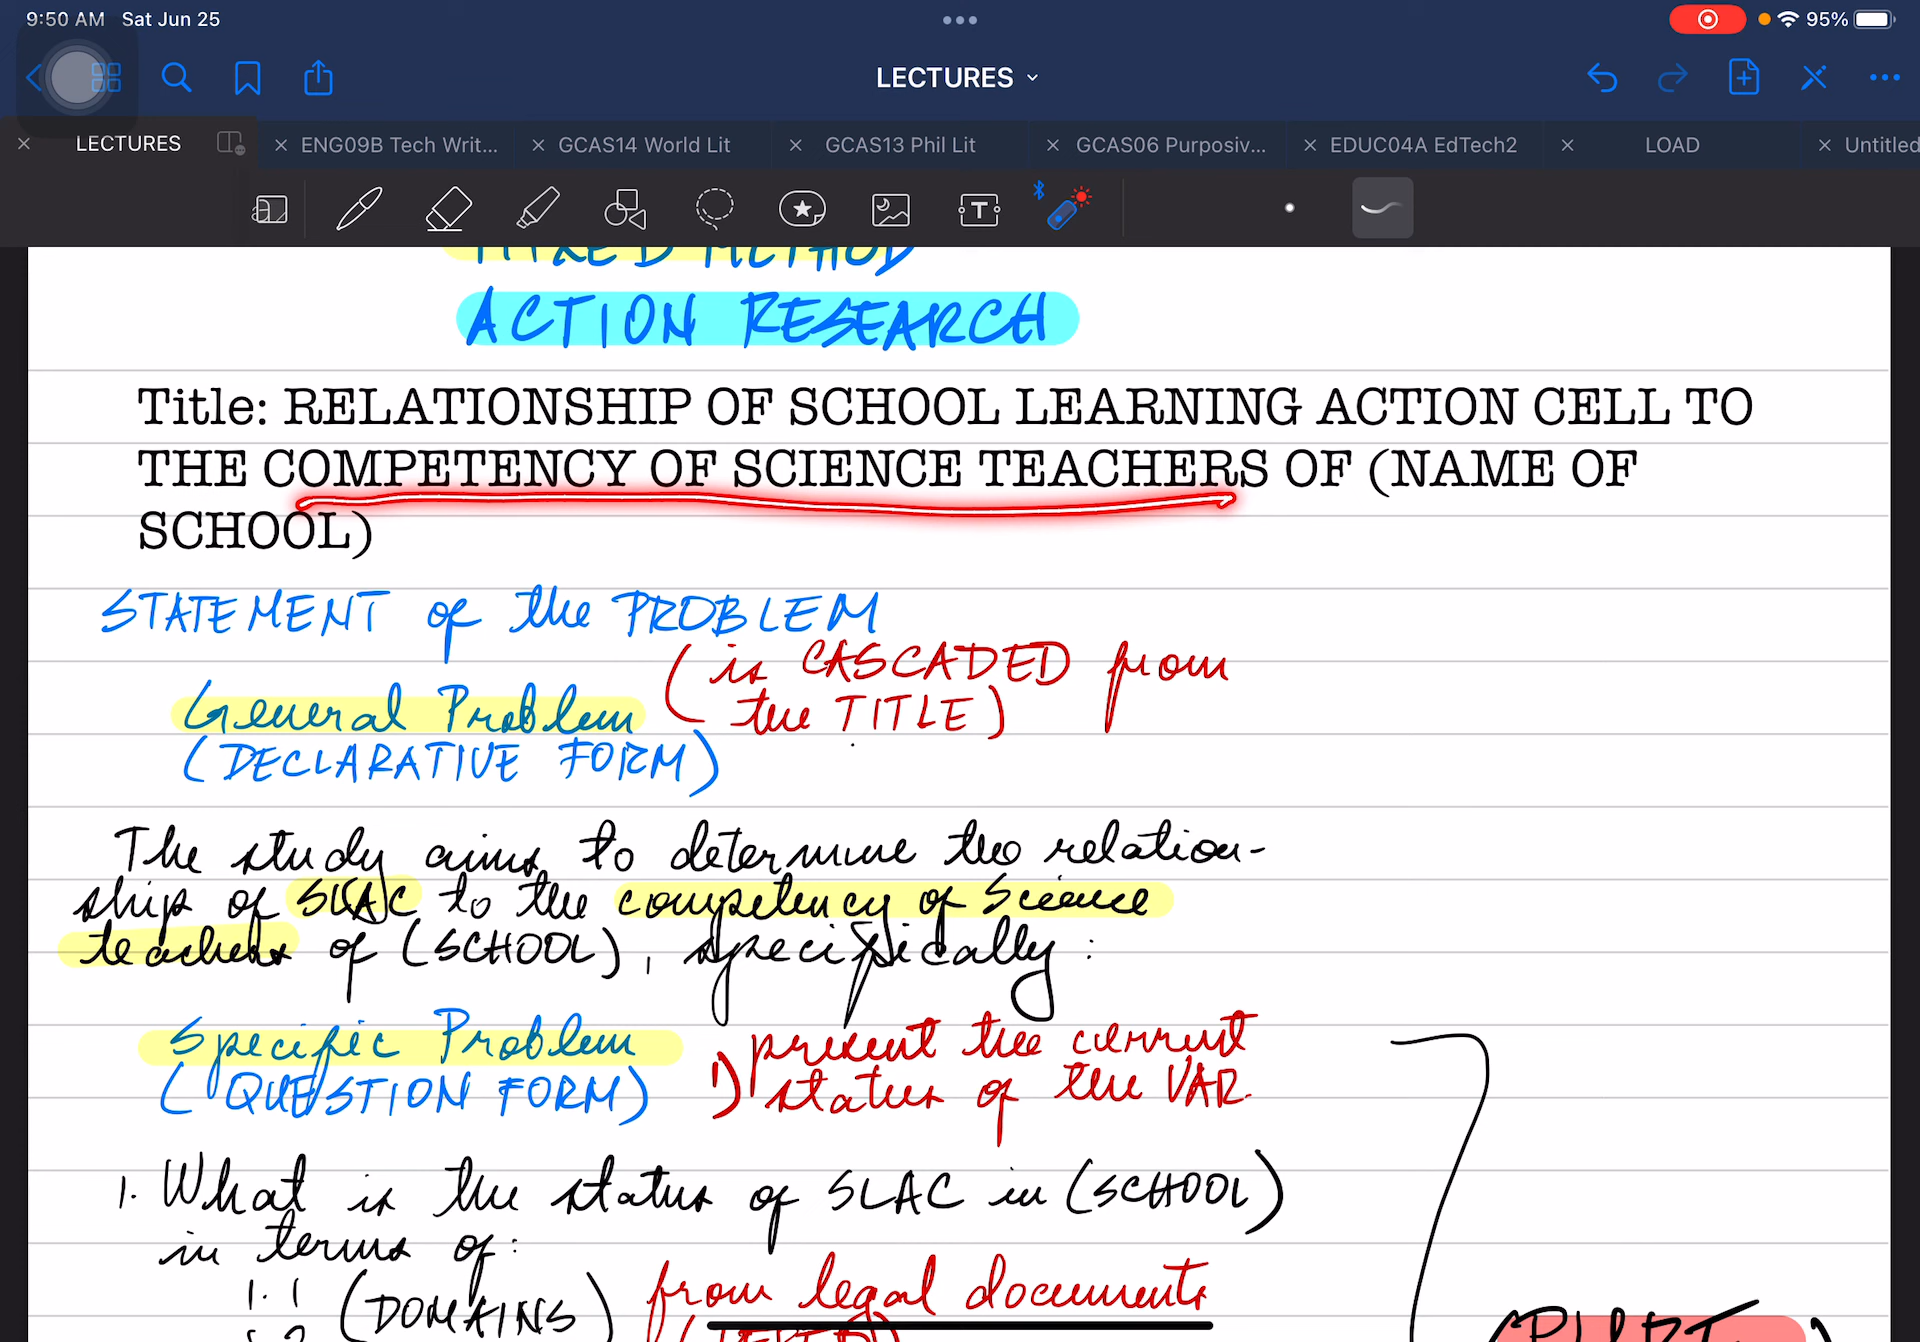 9:50 AM Sat Jun 25
95%
LECTURES
LECTURES
ENG09B Tech Writ...
GCAS14 World Lit
GCAS13 Phil Lit
GCAS06 Purposiv...
EDUC04A EdTech2
LOAD
Untitled
MIXED METHOD
ACTION RESEARCH
Title: RELATIONSHIP OF SCHOOL LEARNING ACTION CELL TO
THE COMPETENCY OF SCIENCE TEACHERS OF (NAME OF
SCHOOL)
STATEMENT of the PROBLEM
General Problem
(DECLARATIVE FORM)
(is CASCADED from
the TITLE)
The study aims to determine the relation-
ship of SLAC to the competency of Science
teachers of (SCHOOL), specifically:
Specific Problem
(QUESTION FORM)
1) present the current
status of the VAR.
1. What is the status of SLAC in (SCHOOL)
in terms of:
1.1 (DOMAINS)
from legal documents